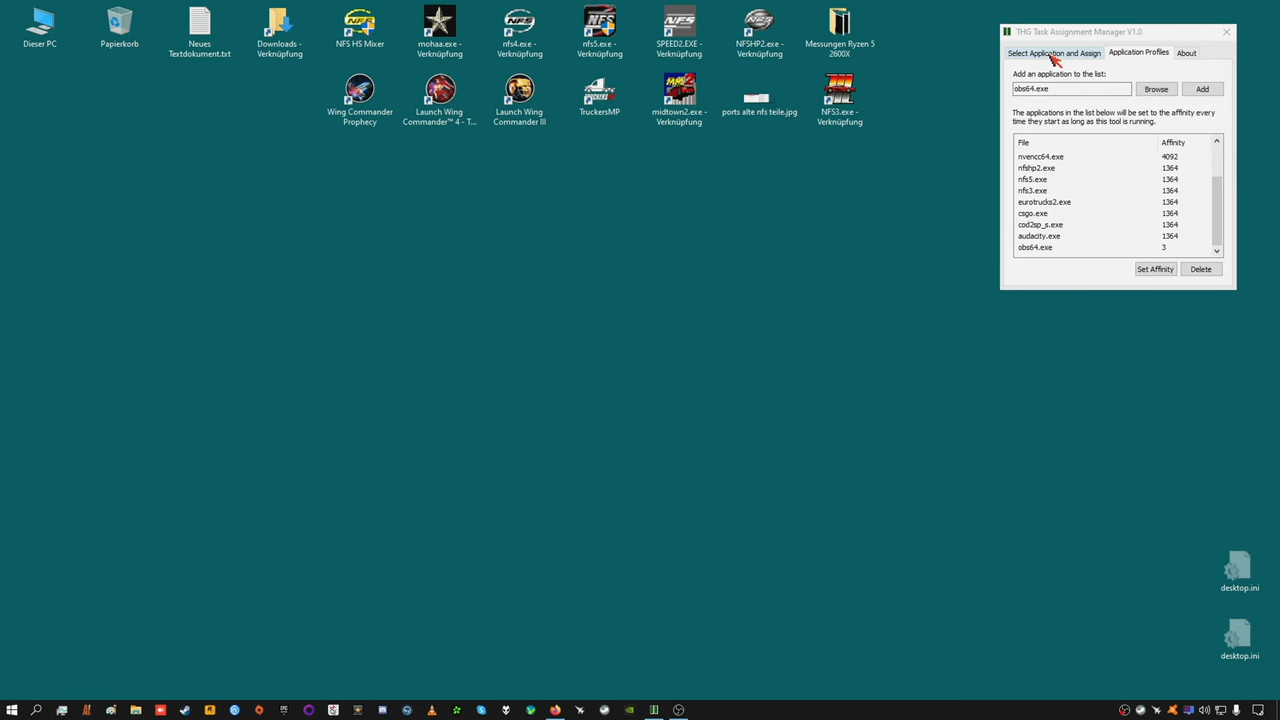 Dieser PC
Papierkorb
Neues
Textdokument.txt
Downloads -
Verknüpfung
NFS HS Mixer
mohaa.exe -
Verknüpfung
nfs4.exe -
Verknüpfung
NFS
nfs5.exe -
Verknüpfung
NFS
SPEED2.EXE -
Verknüpfung
NFSHP2.exe -
Verknüpfung
Messungen Ryzen 5
2600X
Wing Commander
Prophecy
Launch Wing
Commander™ 4 - T...
Launch Wing
Commander III
TruckersMP
midtown2.exe -
Verknüpfung
ports alte nfs teile.jpg
NFS3.exe -
Verknüpfung
THG Task Assignment Manager V1.0
Select Application and Assign
Application Profiles
About
Add an application to the list:
obs64.exe
Browse
Add
The applications in the list below will be set to the affinity every
time they start as long as this tool is running.
File Affinity
nvencc64.exe 4092
nfshp2.exe 1364
nfs5.exe 1364
nfs3.exe 1364
eurotrucks2.exe 1364
csgo.exe 1364
cod2sp_s.exe 1364
audacity.exe 1364
obs64.exe 3
Set Affinity
Delete
desktop.ini
desktop.ini